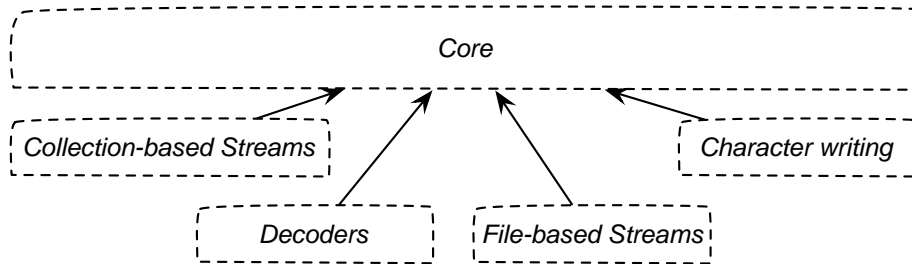 Core
Collection-based Streams
Character writing
Decoders
File-based Streams